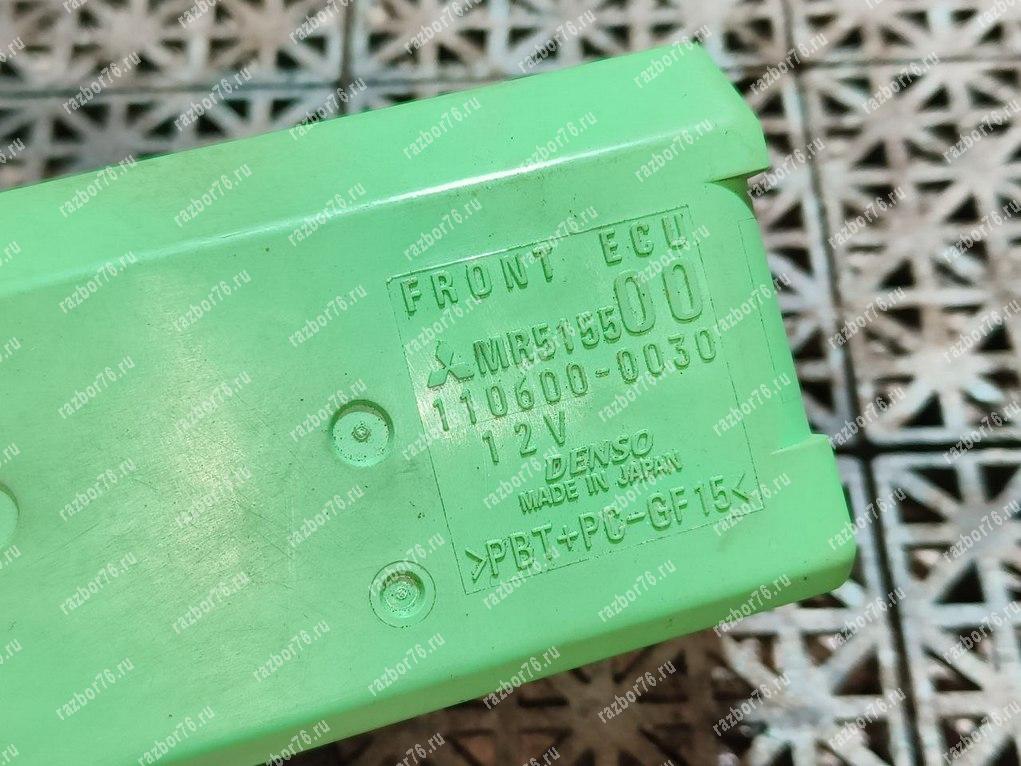 FRONT ECU
MR515500
110600-0030
12V
DENSO
MADE IN JAPAN
>PBT+PC-GF15<
razbor76.ru